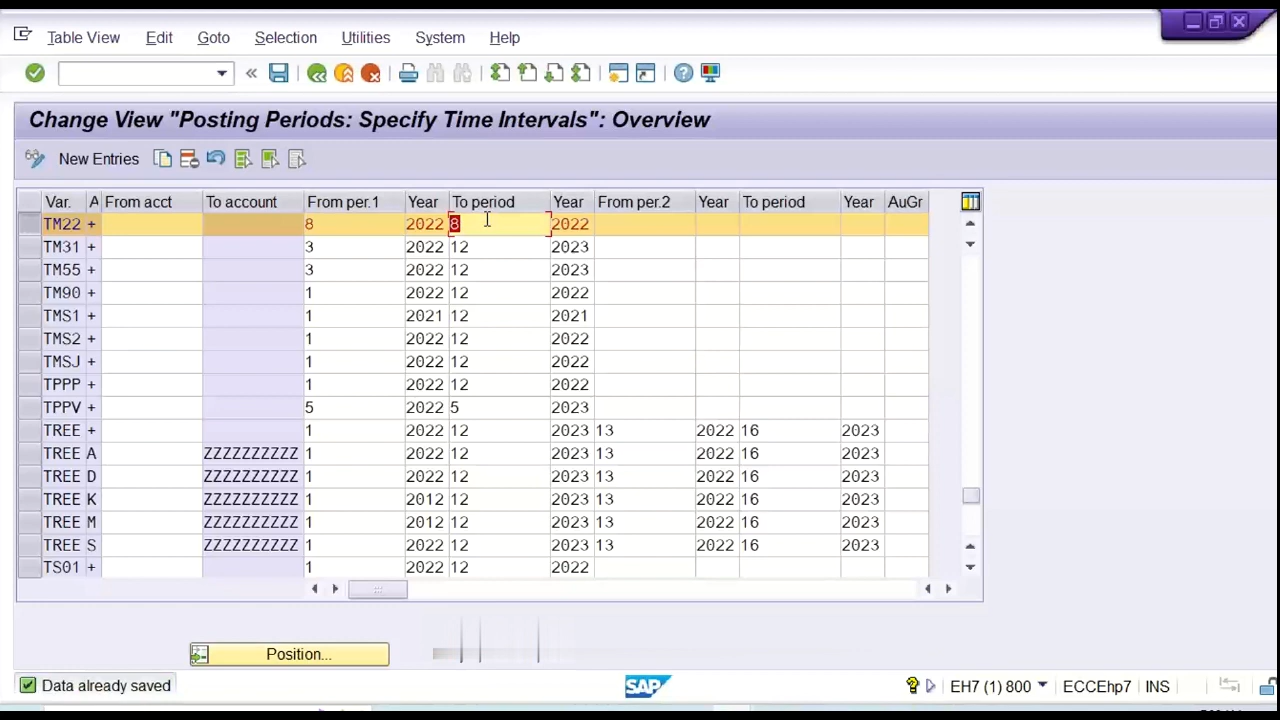 Table View Edit Goto Selection Utilities System Help
Change View "Posting Periods: Specify Time Intervals": Overview
New Entries
Var. A From acct To account From per.1 Year To period Year From per.2 Year To period Year AuGr
TM22 + 8 2022 8 2022
TM31 + 3 2022 12 2023
TM55 + 3 2022 12 2023
TM90 + 1 2022 12 2022
TMS1 + 1 2021 12 2021
TMS2 + 1 2022 12 2022
TMSJ + 1 2022 12 2022
TPPP + 1 2022 12 2022
TPPV + 5 2022 5 2023
TREE + 1 2022 12 2023 13 2022 16 2023
TREE A ZZZZZZZZZZ 1 2022 12 2023 13 2022 16 2023
TREE D ZZZZZZZZZZ 1 2022 12 2023 13 2022 16 2023
TREE K ZZZZZZZZZZ 1 2012 12 2023 13 2022 16 2023
TREE M ZZZZZZZZZZ 1 2012 12 2023 13 2022 16 2023
TREE S ZZZZZZZZZZ 1 2022 12 2023 13 2022 16 2023
TS01 + 1 2022 12 2022
Position...
Data already saved SAP EH7 (1) 800 ECCEhp7 INS